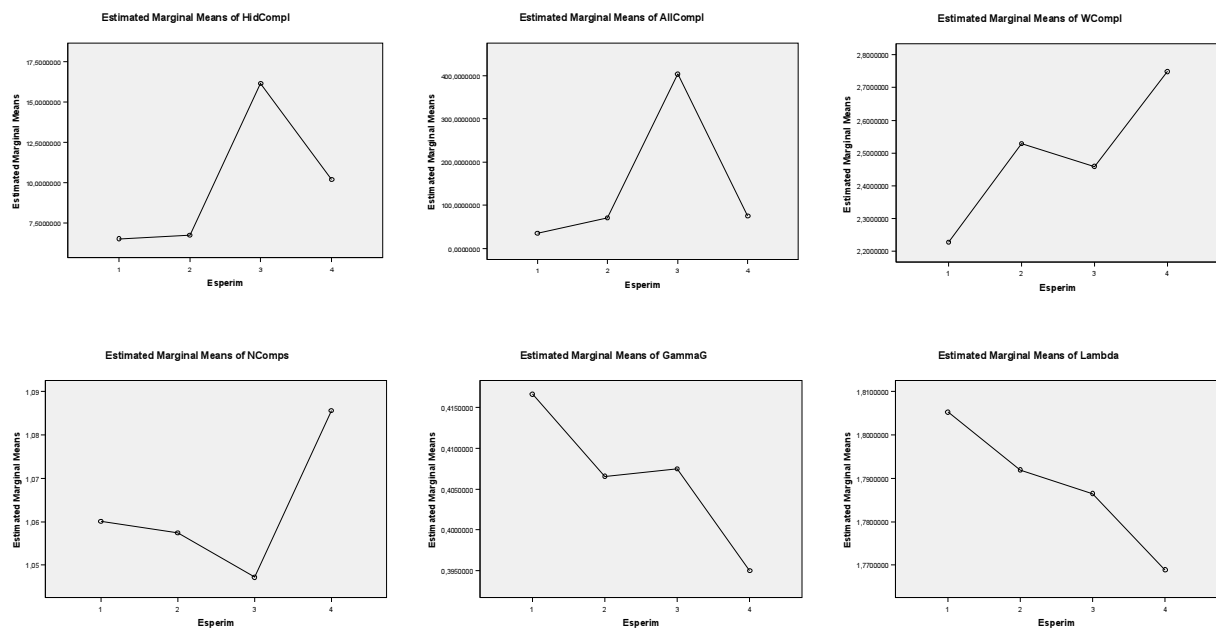 Estimated Marginal Means of HidCompl
Estimated Marginal Means
17,5000000
15,0000000
12,5000000
10,0000000
7,5000000
1 2 3 4
Esperim
Estimated Marginal Means of AllCompl
Estimated Marginal Means
400,0000000
300,0000000
200,0000000
100,0000000
0,0000000
1 2 3 4
Esperim
Estimated Marginal Means of WCompl
Estimated Marginal Means
2,8000000
2,7000000
2,6000000
2,5000000
2,4000000
2,3000000
2,2000000
1 2 3 4
Esperim
Estimated Marginal Means of NComps
Estimated Marginal Means
1,09
1,08
1,07
1,06
1,05
1 2 3 4
Esperim
Estimated Marginal Means of GammaG
Estimated Marginal Means
0,4150000
0,4100000
0,4050000
0,4000000
0,3950000
1 2 3 4
Esperim
Estimated Marginal Means of Lambda
Estimated Marginal Means
1,8100000
1,8000000
1,7900000
1,7800000
1,7700000
1 2 3 4
Esperim